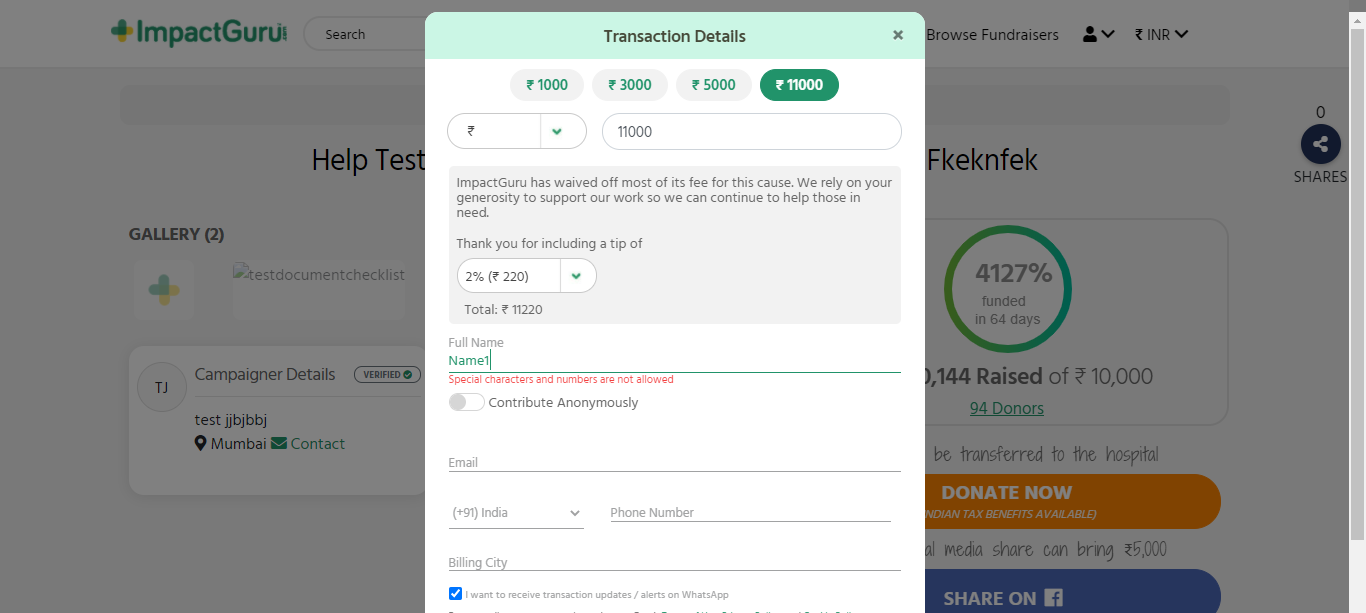 ImpactGuru
Search
Browse Fundraisers
₹ INR
Transaction Details
×
₹ 1000
₹ 3000
₹ 5000
₹ 11000
₹
11000
0
SHARES
Help Test
Fkeknfek
ImpactGuru has waived off most of its fee for this cause. We rely on your
generosity to support our work so we can continue to help those in
need.
Thank you for including a tip of
2% (₹ 220)
Total: ₹ 11220
GALLERY (2)
testdocumentchecklist
4127%
funded
in 64 days
Full Name
Name1
Special characters and numbers are not allowed
Contribute Anonymously
Campaigner Details
VERIFIED
TJ
test jjbjbbj
Mumbai
Contact
,144 Raised of ₹ 10,000
94 Donors
Email
be transferred to the hospital
DONATE NOW
INDIAN TAX BENEFITS AVAILABLE)
(+91) India
Phone Number
al media share can bring ₹5,000
Billing City
I want to receive transaction updates / alerts on WhatsApp
SHARE ON